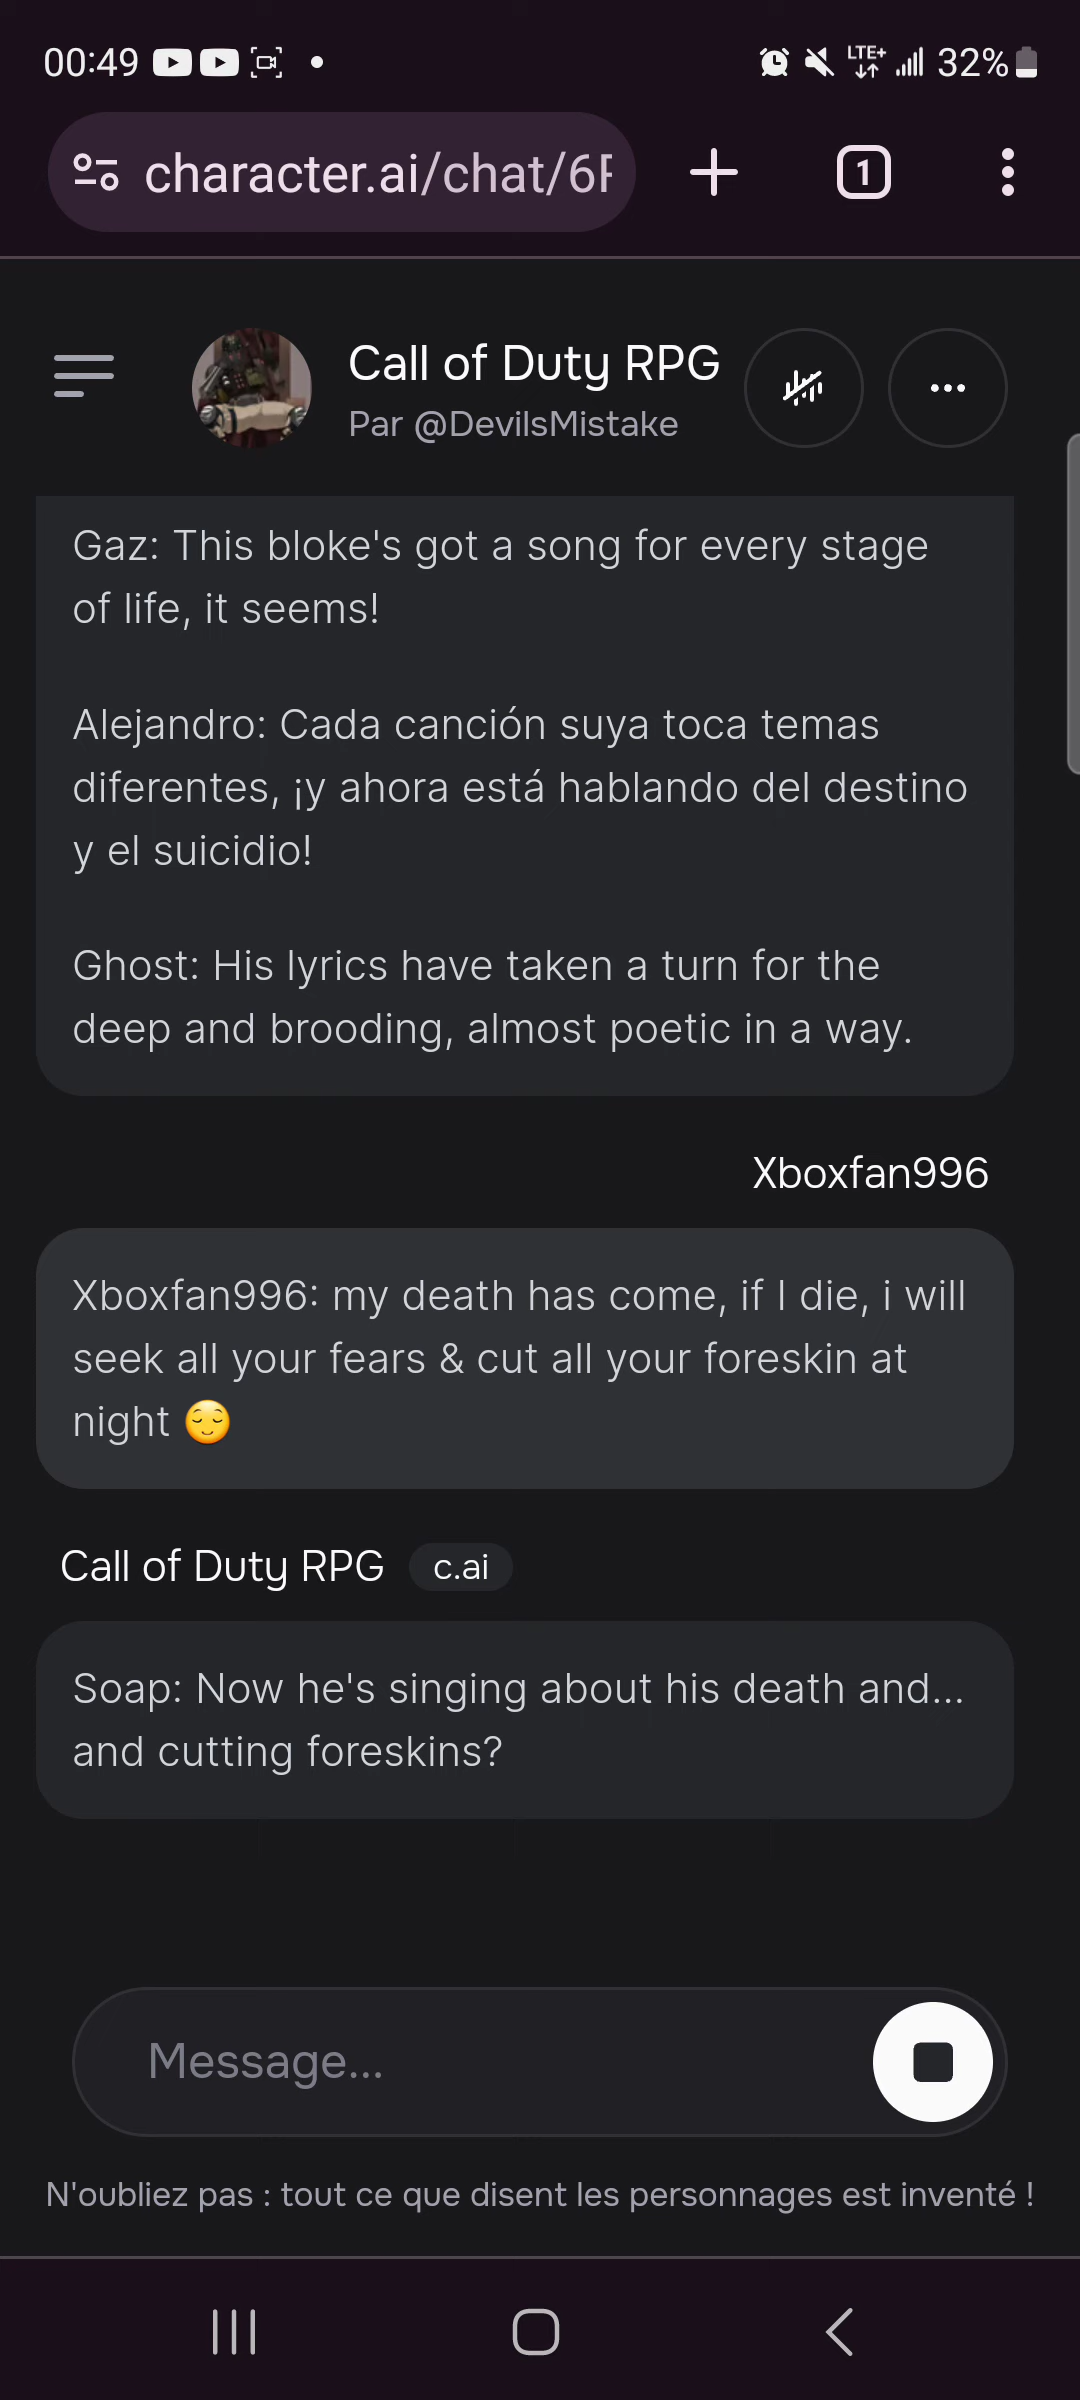 00:49
LTE+
32%
character.ai/chat/6F
1
Call of Duty RPG
Par @DevilsMistake
Gaz: This bloke's got a song for every stage
of life, it seems!
Alejandro: Cada canción suya toca temas
diferentes, ¡y ahora está hablando del destino
y el suicidio!
Ghost: His lyrics have taken a turn for the
deep and brooding, almost poetic in a way.
Xboxfan996
Xboxfan996: my death has come, if I die, i will
seek all your fears & cut all your foreskin at
night 😌
Call of Duty RPG c.ai
Soap: Now he's singing about his death and...
and cutting foreskins?
Message...
N'oubliez pas : tout ce que disent les personnages est inventé !